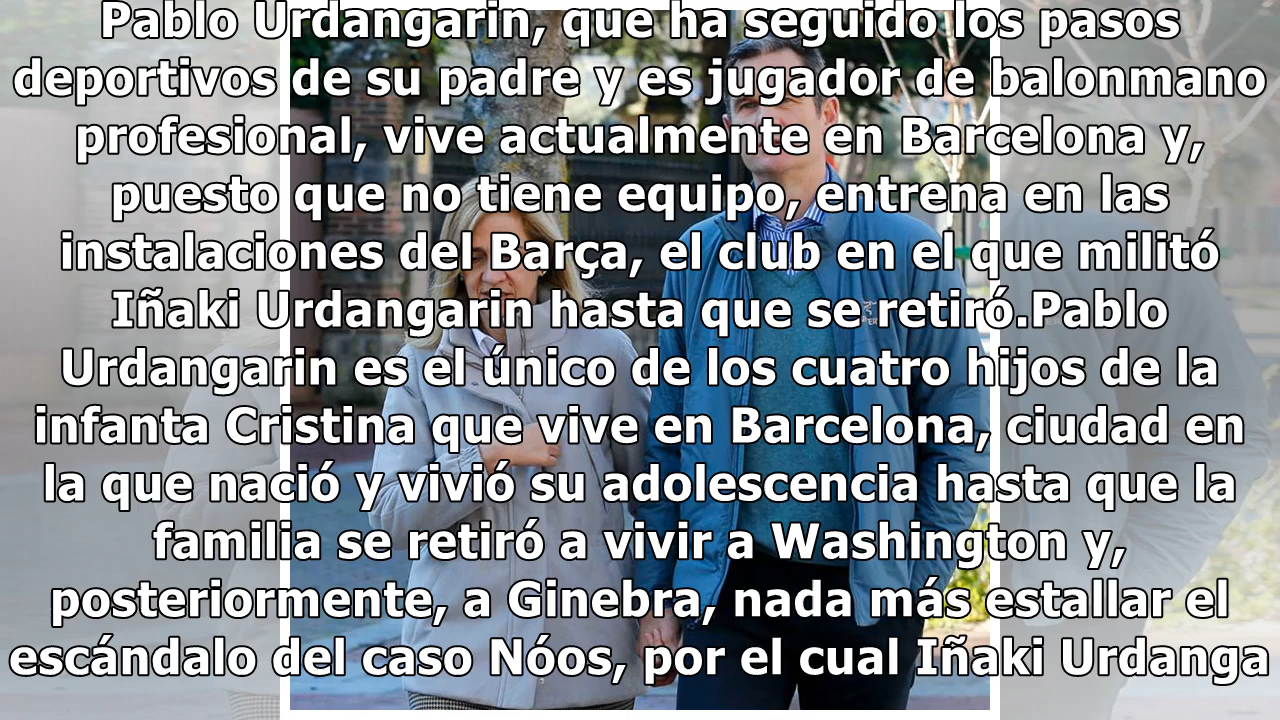 Pablo Urdangarin, que ha seguido los pasos
deportivos de su padre y es jugador de balonmano
profesional, vive actualmente en Barcelona y,
puesto que no tiene equipo, entrena en las
instalaciones del Barça, el club en el que militó
Iñaki Urdangarin hasta que se retiró.Pablo
Urdangarin es el único de los cuatro hijos de la
infanta Cristina que vive en Barcelona, ciudad en
la que nació y vivió su adolescencia hasta que la
familia se retiró a vivir a Washington y,
posteriormente, a Ginebra, nada más estallar el
escándalo del caso Nóos, por el cual Iñaki Urdanga